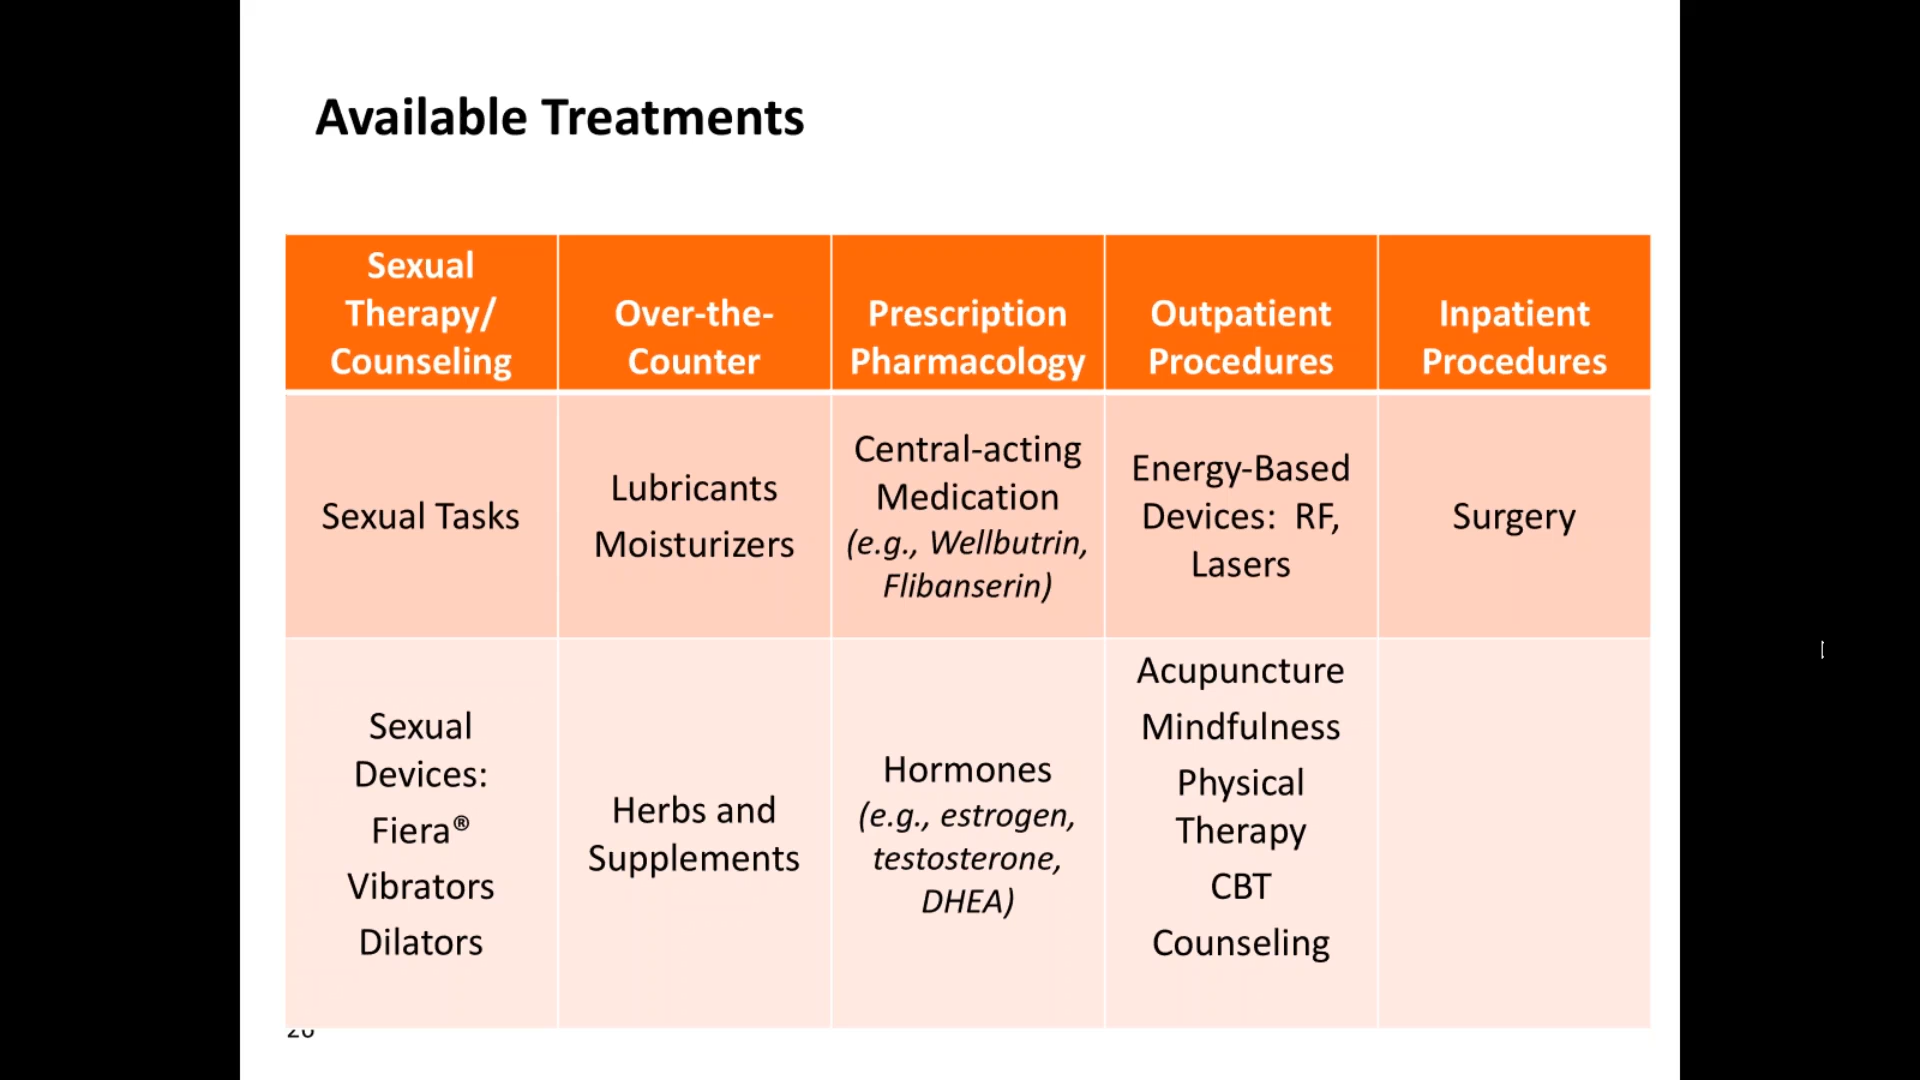 Available Treatments
Sexual
Therapy/
Counseling
Over-the-
Counter
Prescription
Pharmacology
Outpatient
Procedures
Inpatient
Procedures
Sexual Tasks
Lubricants
Moisturizers
Central-acting
Medication
(e.g., Wellbutrin,
Flibanserin)
Energy-Based
Devices: RF,
Lasers
Surgery
Sexual
Devices:
Fiera®
Vibrators
Dilators
Herbs and
Supplements
Hormones
(e.g., estrogen,
testosterone,
DHEA)
Acupuncture
Mindfulness
Physical
Therapy
CBT
Counseling